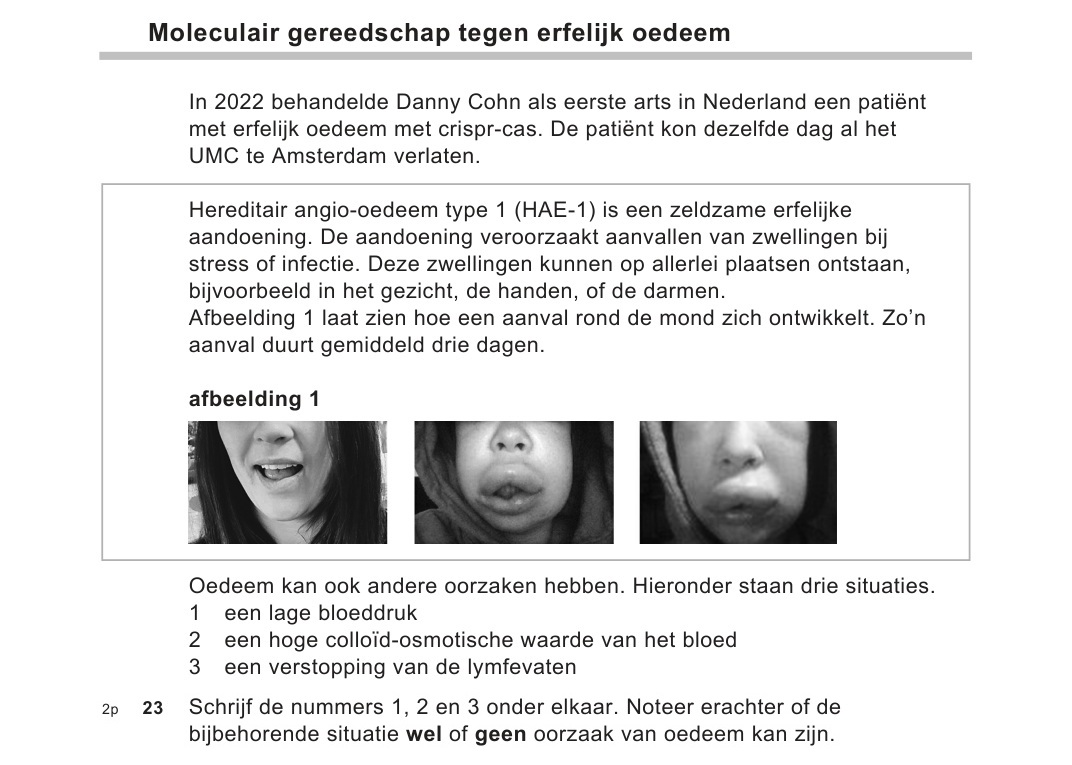 Moleculair gereedschap tegen erfelijk oedeem
In 2022 behandelde Danny Cohn als eerste arts in Nederland een patiënt
met erfelijk oedeem met crispr-cas. De patiënt kon dezelfde dag al het
UMC te Amsterdam verlaten.
Hereditair angio-oedeem type 1 (HAE-1) is een zeldzame erfelijke
aandoening. De aandoening veroorzaakt aanvallen van zwellingen bij
stress of infectie. Deze zwellingen kunnen op allerlei plaatsen ontstaan,
bijvoorbeeld in het gezicht, de handen, of de darmen.
Afbeelding 1 laat zien hoe een aanval rond de mond zich ontwikkelt. Zo’n
aanval duurt gemiddeld drie dagen.
afbeelding 1
Oedeem kan ook andere oorzaken hebben. Hieronder staan drie situaties.
1 een lage bloeddruk
2 een hoge colloïd-osmotische waarde van het bloed
3 een verstopping van de lymfevaten
2p 23 Schrijf de nummers 1, 2 en 3 onder elkaar. Noteer erachter of de
bijbehorende situatie wel of geen oorzaak van oedeem kan zijn.